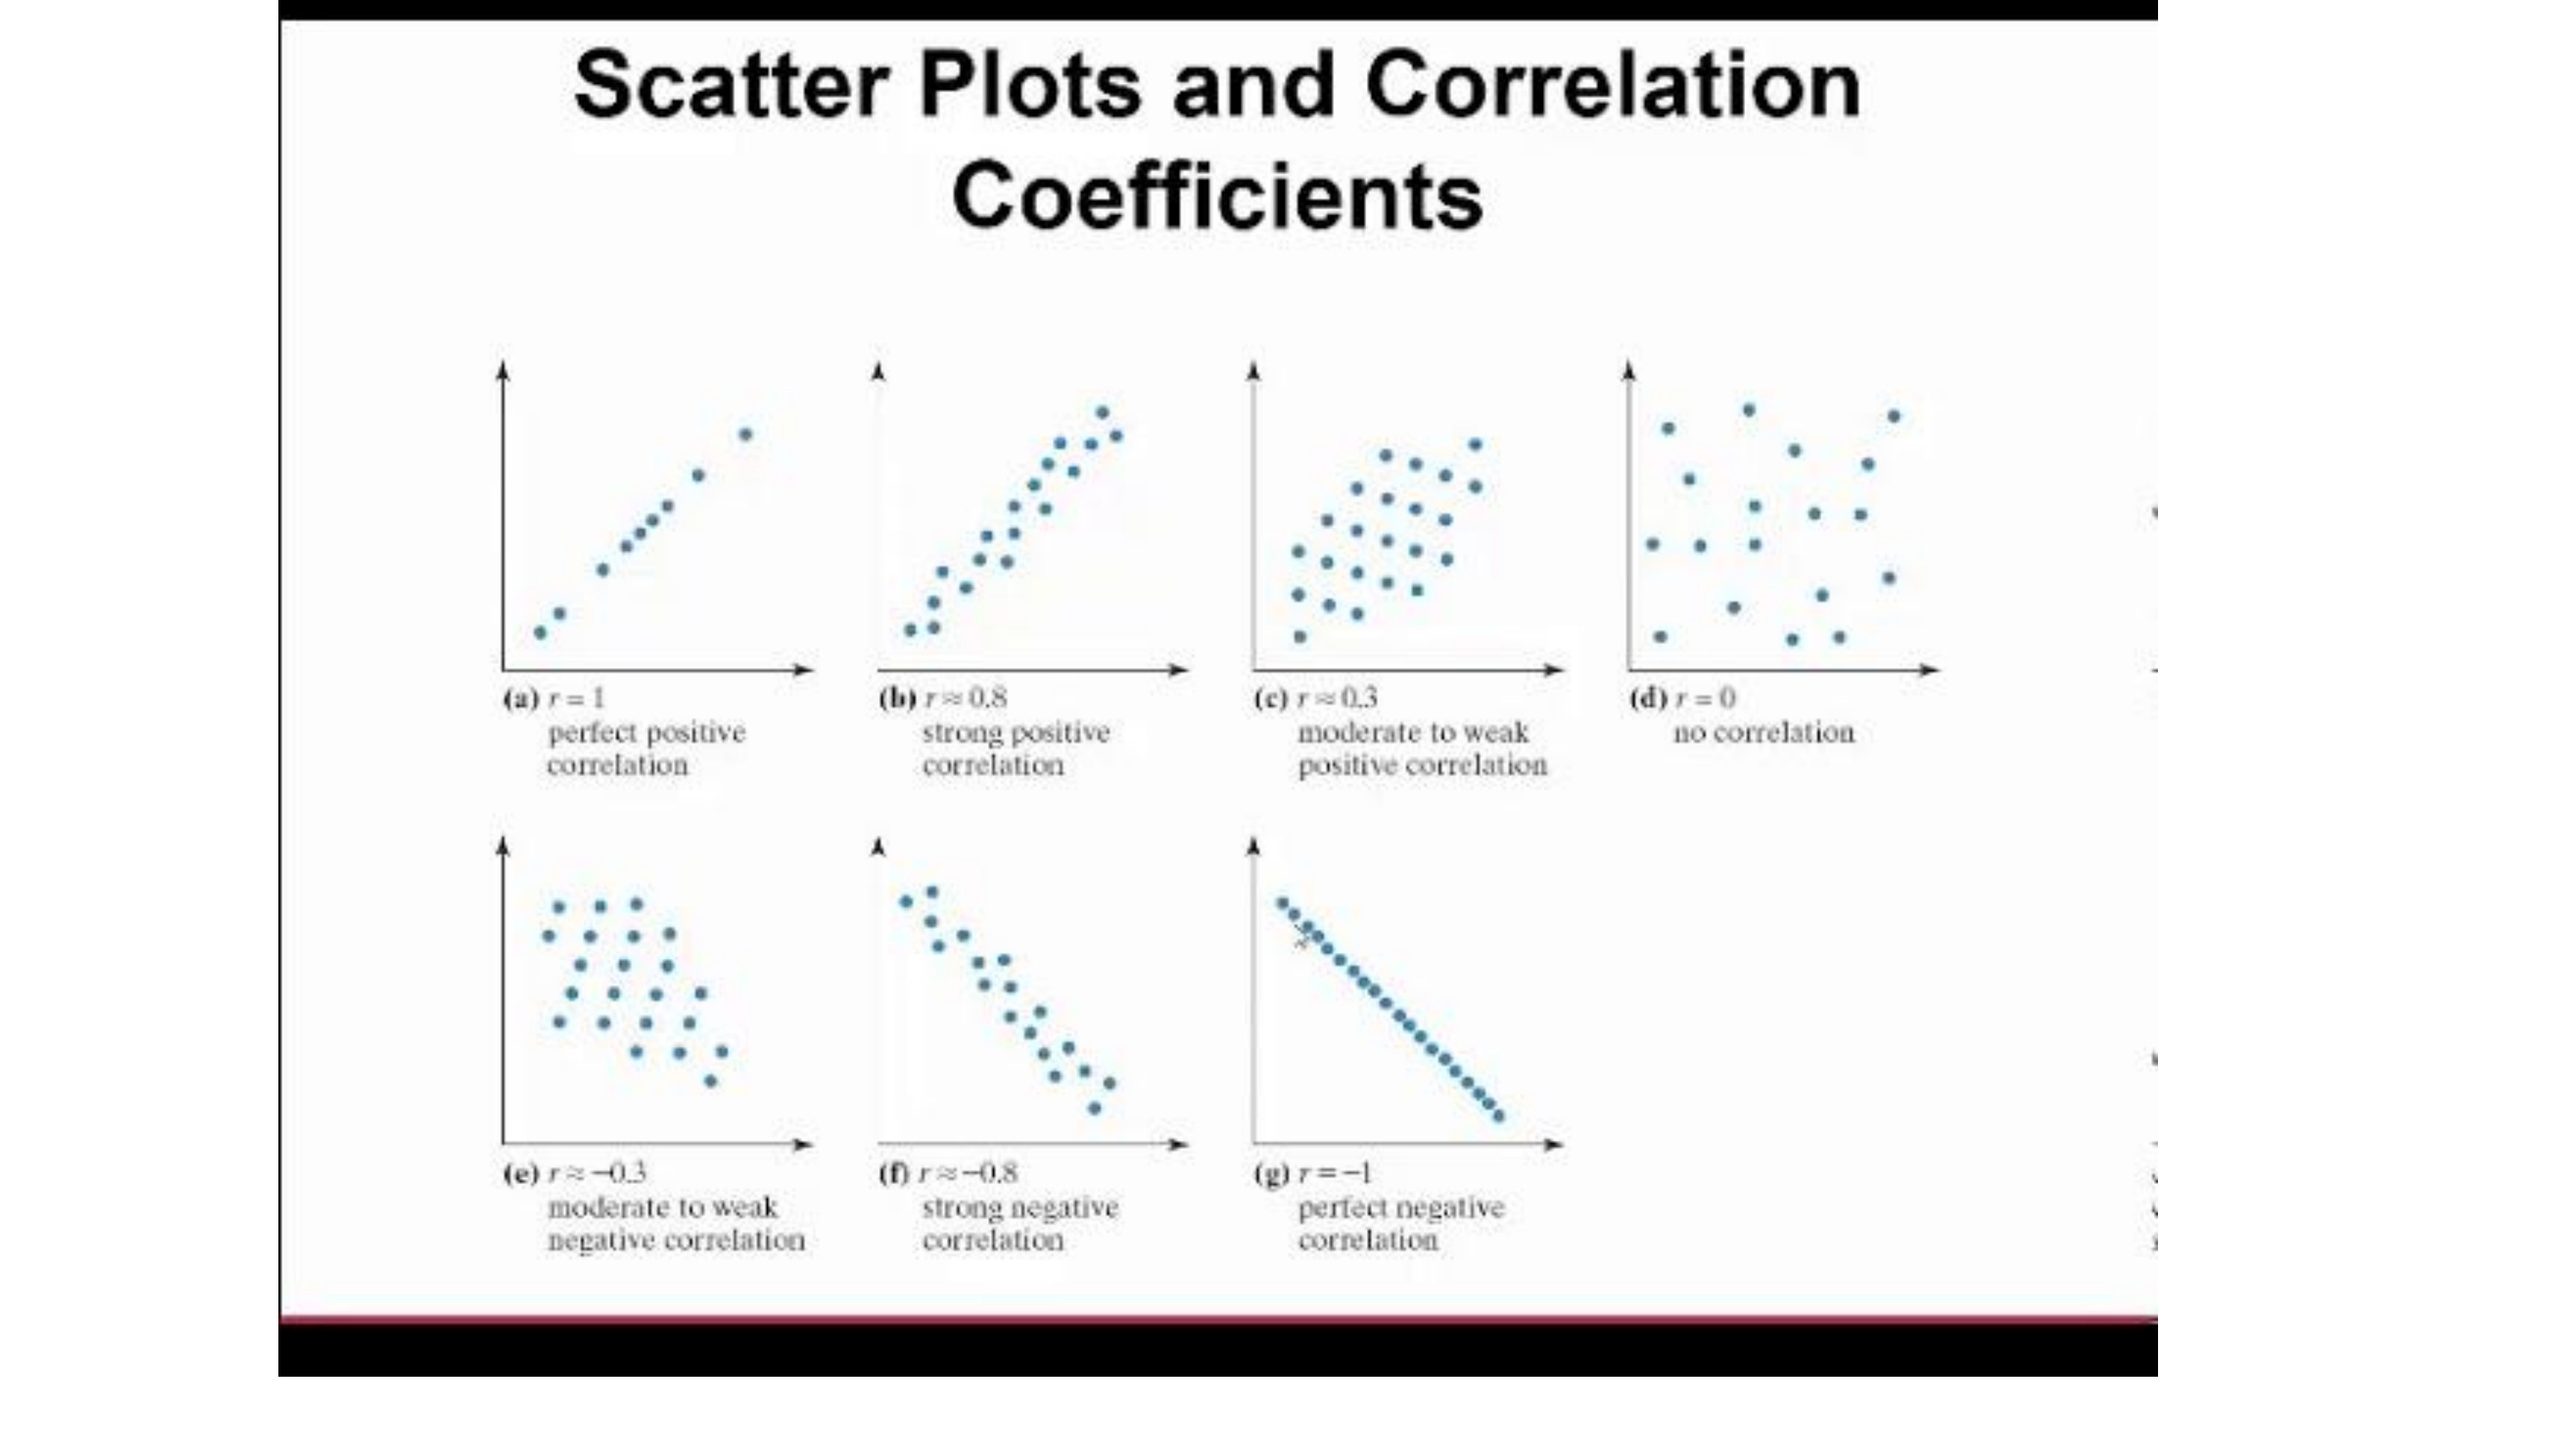 Scatter Plots and Correlation
Coefficients
(a) r = 1
perfect positive
correlation
(b) r ≈ 0.8
strong positive
correlation
(c) r ≈ 0.3
moderate to weak
positive correlation
(d) r = 0
no correlation
(e) r ≈ −0.3
moderate to weak
negative correlation
(f) r ≈ −0.8
strong negative
correlation
(g) r = −1
perfect negative
correlation